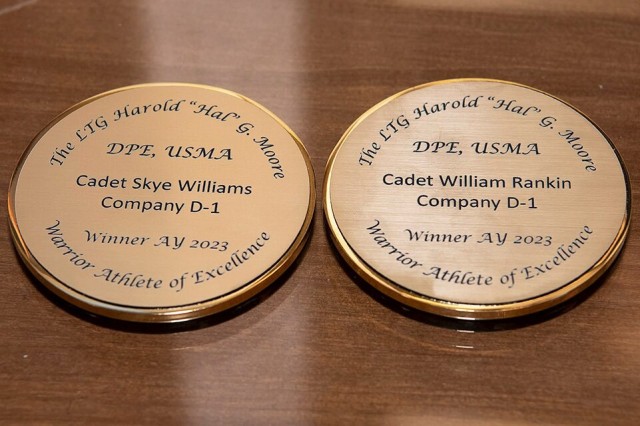 The LTG Harold "Hal" G. Moore
DPE, USMA
Cadet Skye Williams
Company D-1
Winner AY 2023
Warrior Athlete of Excellence
The LTG Harold "Hal" G. Moore
DPE, USMA
Cadet William Rankin
Company D-1
Winner AY 2023
Warrior Athlete of Excellence